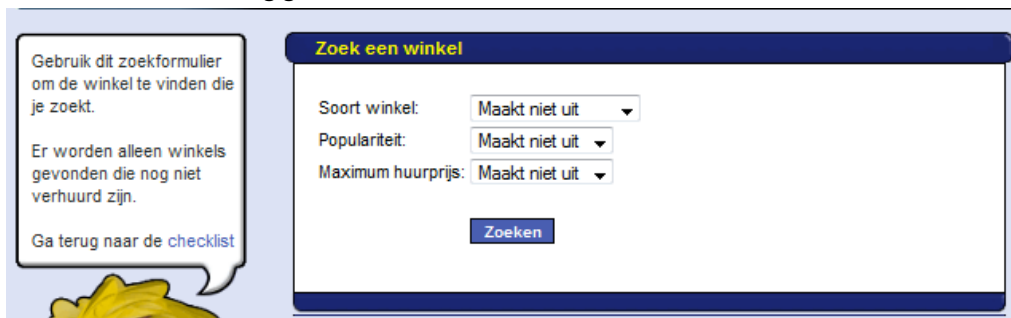 Gebruik dit zoekformulier
om de winkel te vinden die
je zoekt.
Er worden alleen winkels
gevonden die nog niet
verhuurd zijn.
Ga terug naar de checklist
Zoek een winkel
Soort winkel: Maakt niet uit
Populariteit: Maakt niet uit
Maximum huurprijs: Maakt niet uit
Zoeken